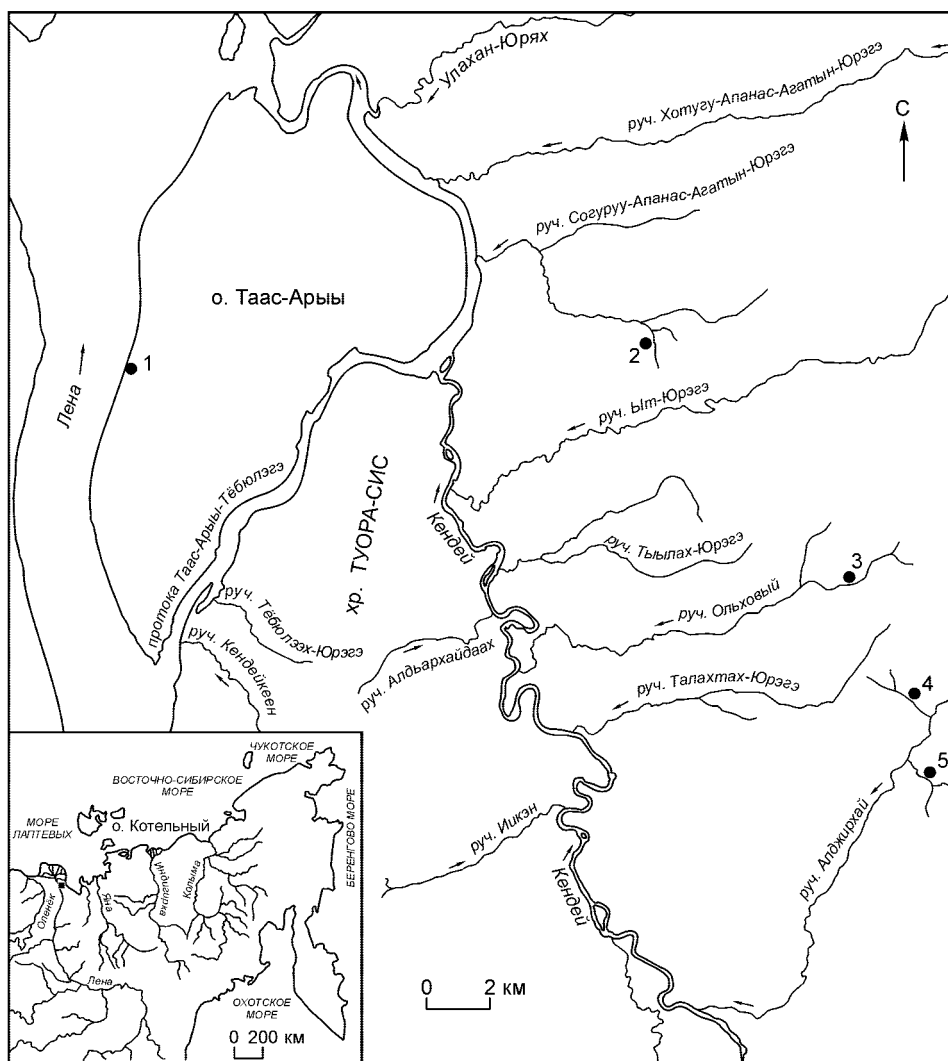 Улахан-Юрях
руч. Хотугу-Апанас-Агатын-Юрэгэ
С
руч. Согуруу-Апанас-Агатын-Юрэгэ
о. Таас-Арыы
2
1
Лена
руч. Ыт-Юрэгэ
протока Таас-Арыы-Тёбюлэгэ
хр. ТУОРА-СИС
Кендей
руч. Тыылах-Юрэгэ
3
руч. Ольховый
руч. Тёбюлээх-Юрэгэ
руч. Кендейкеен
руч. Алдьархайдаах
руч. Талахтах-Юрэгэ
4
5
руч. Алджирхай
руч. Иикэн
Кендей
0 2 км
ЧУКОТСКОЕ
МОРЕ
ВОСТОЧНО-СИБИРСКОЕ
МОРЕ
МОРЕ
ЛАПТЕВЫХ
о. Котельный
БЕРЕНГОВО МОРЕ
Оленёк
Яна
Индигирка
Колыма
Лена
ОХОТСКОЕ
МОРЕ
0 200 км